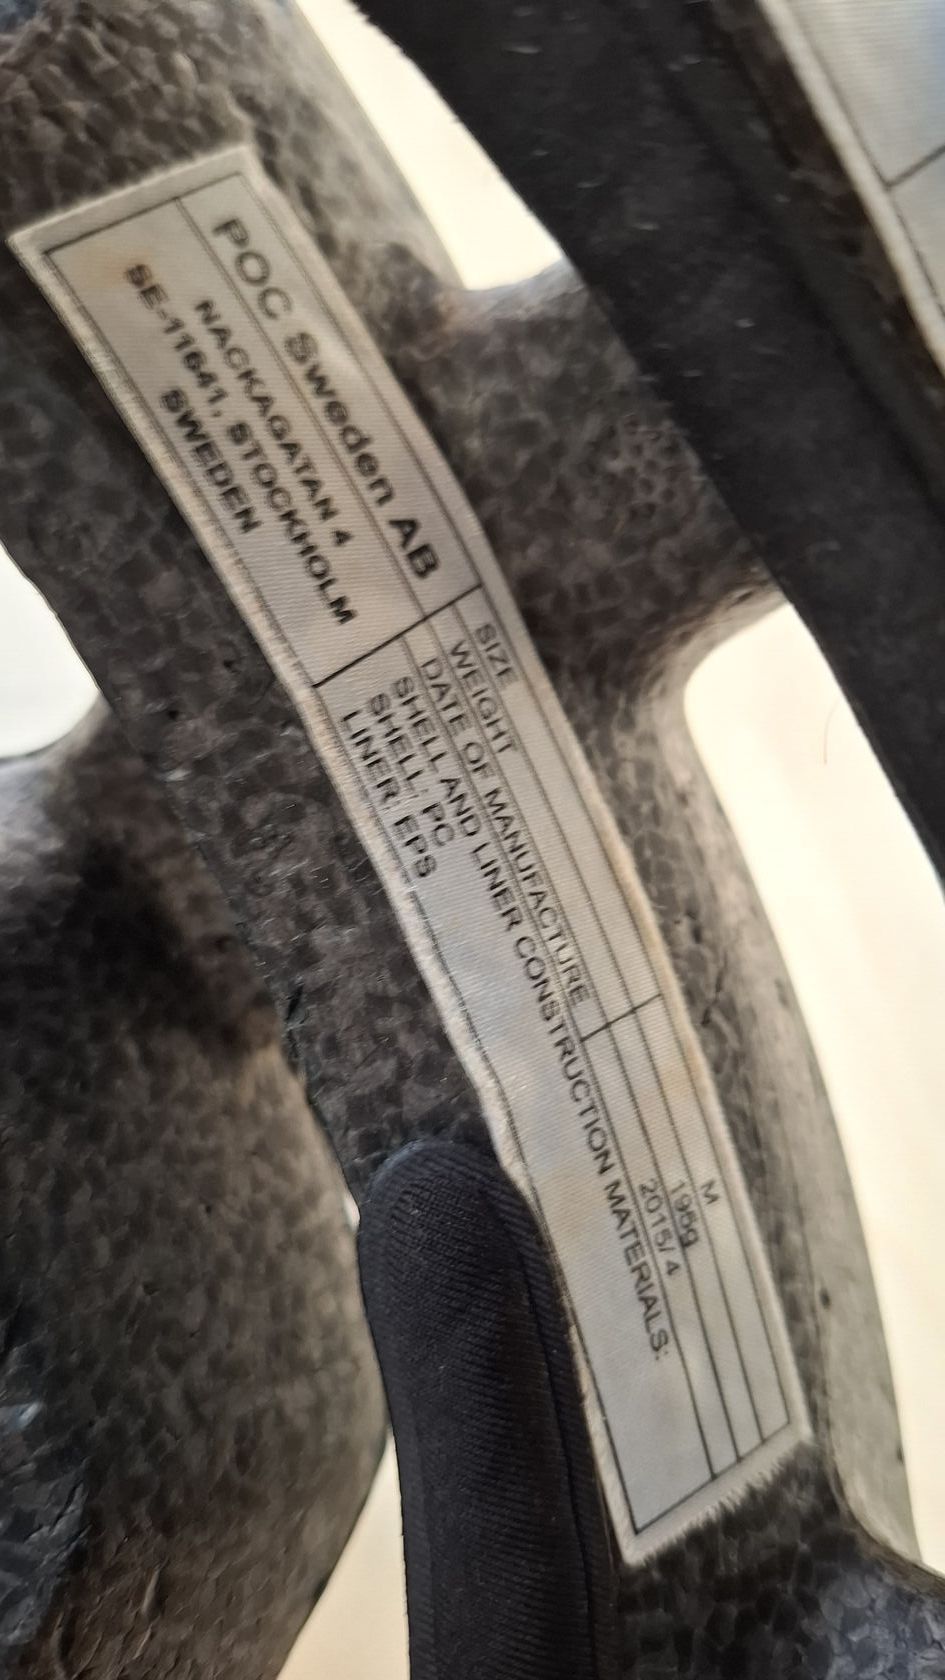 POC Sweden AB
NACKAGATAN 4
SE-11641, STOCKHOLM
SWEDEN
SIZE M
WEIGHT 195g
DATE OF MANUFACTURE 2015/ 4
SHELL AND LINER CONSTRUCTION MATERIALS:
SHELL: PC
LINER: EPS